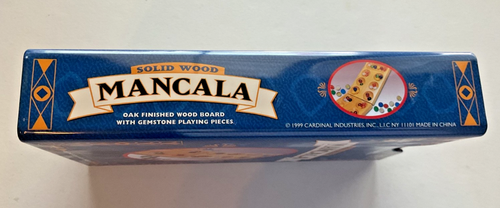 SOLID WOOD
MANCALA
OAK FINISHED WOOD BOARD
WITH GEMSTONE PLAYING PIECES
© 1999 CARDINAL INDUSTRIES, INC., L.I.C NY 11101 MADE IN CHINA